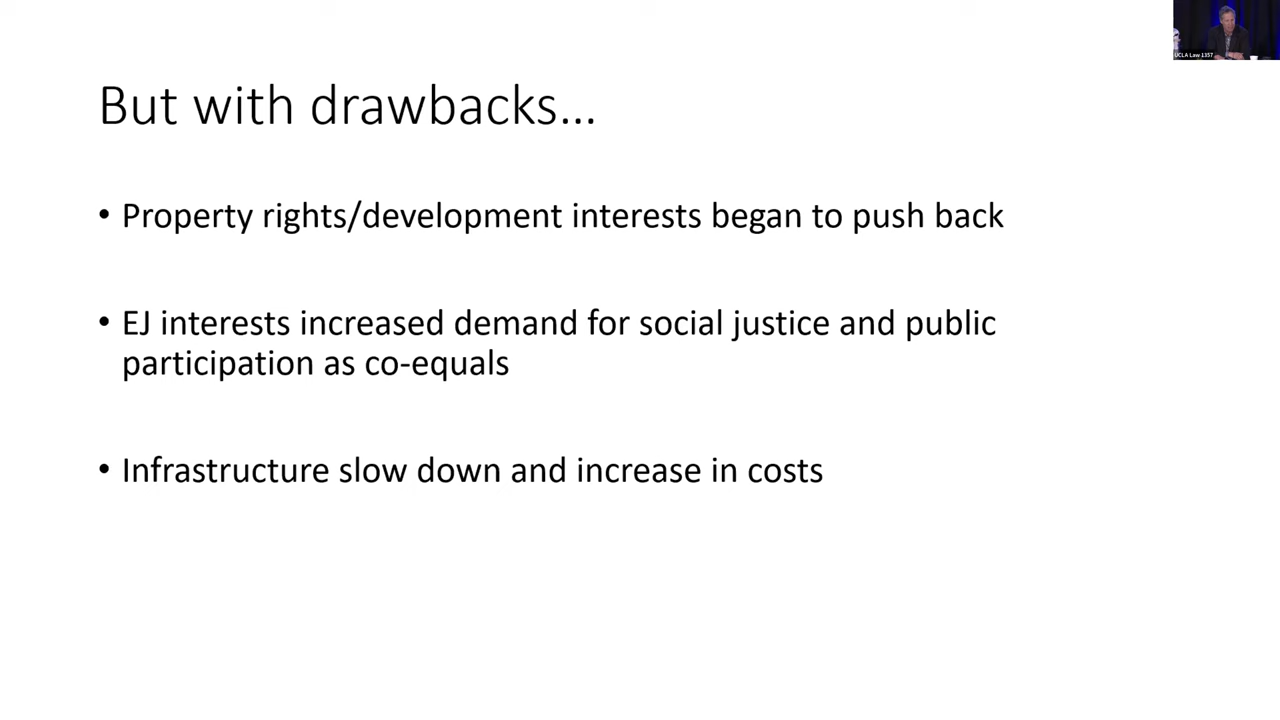 UCLA Law 1357
But with drawbacks...
• Property rights/development interests began to push back
• EJ interests increased demand for social justice and public
participation as co-equals
• Infrastructure slow down and increase in costs